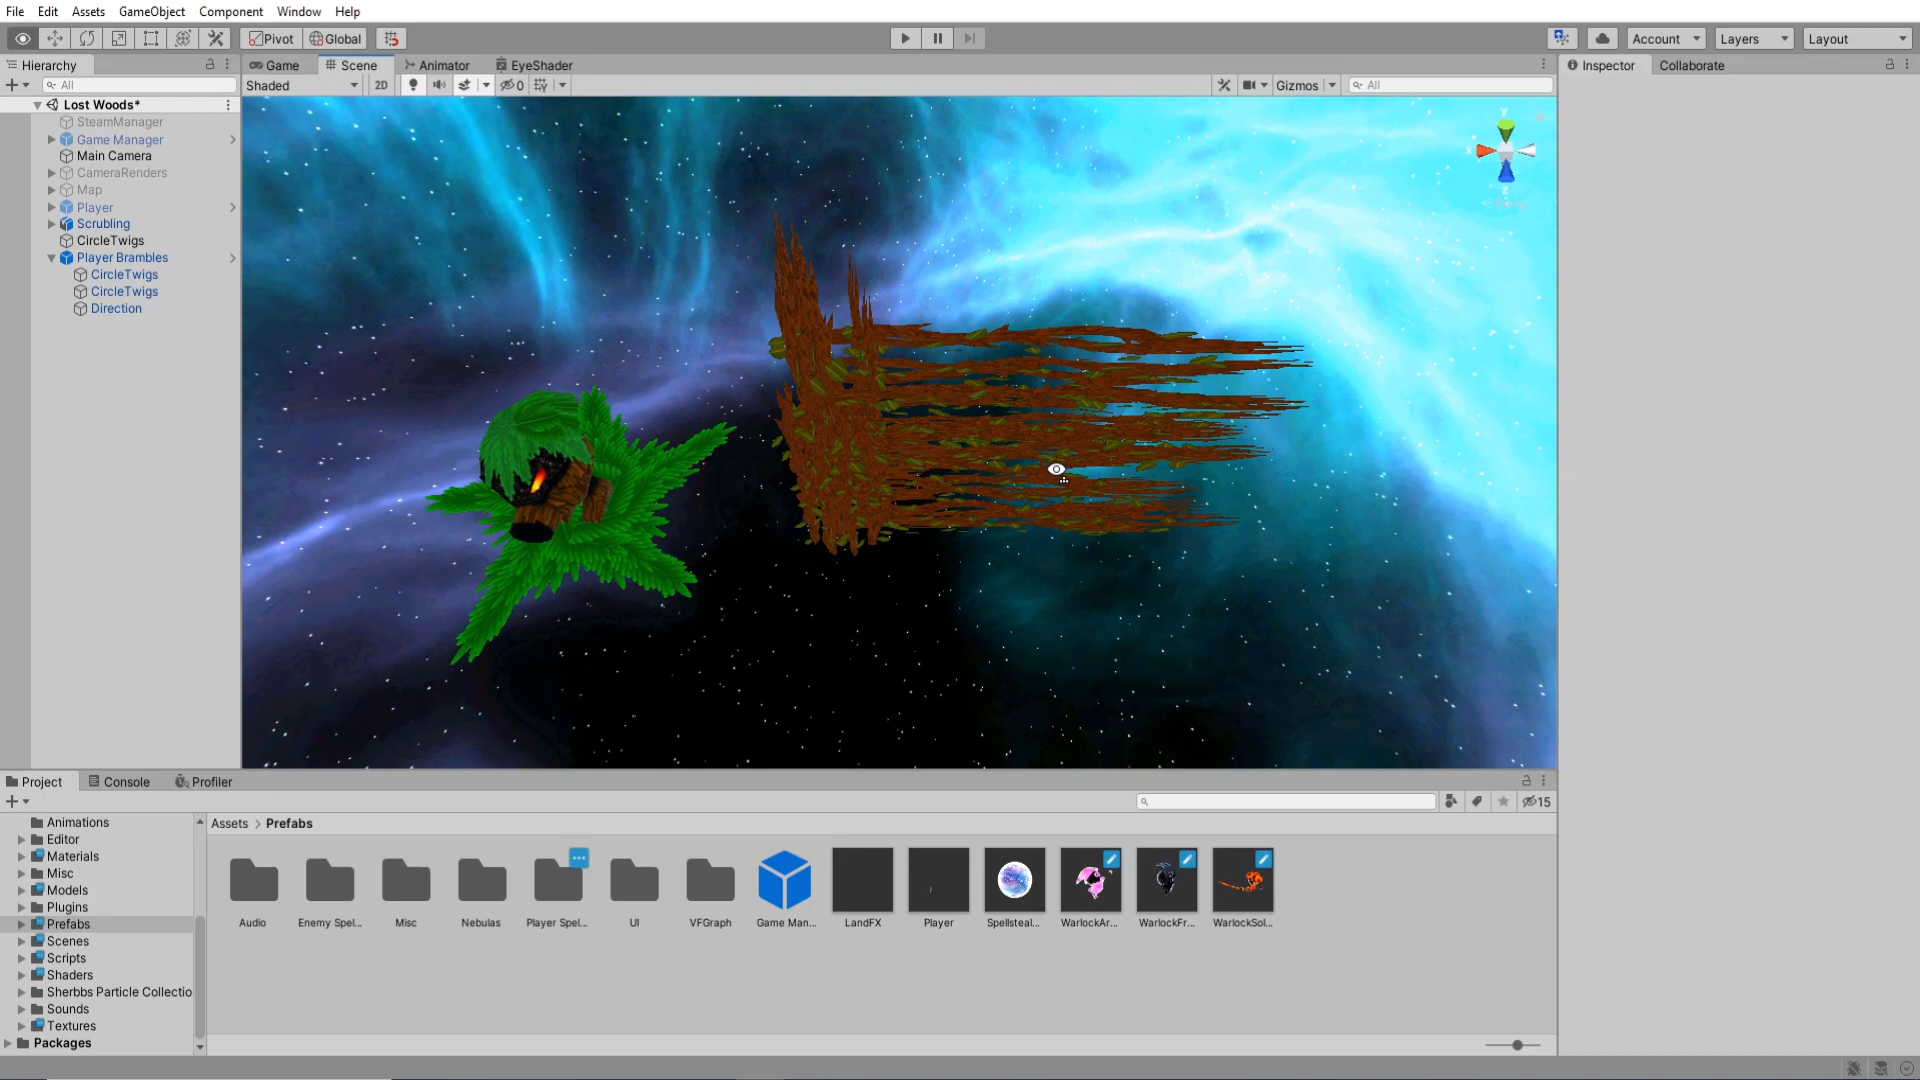 File Edit Assets GameObject Component Window Help
Pivot Global Account Layers Layout
Hierarchy Game Scene Animator EyeShader Inspector Collaborate
All Shaded 2D 0 Gizmos All
Lost Woods*
SteamManager
Game Manager
Main Camera
CameraRenders
Map
Player
Scrubling
CircleTwigs
Player Brambles
CircleTwigs
CircleTwigs
Direction
y
x
z
Project Console Profiler
15
Assets > Prefabs
Animations
Editor
Materials
Misc
Models
Plugins
Prefabs
Scenes
Scripts
Shaders
Sherbbs Particle Collectio
Sounds
Textures
Packages
Audio Enemy Spel... Misc Nebulas Player Spel... UI VFGraph Game Man... LandFX Player Spellsteal... WarlockAr... WarlockFr... WarlockSol...